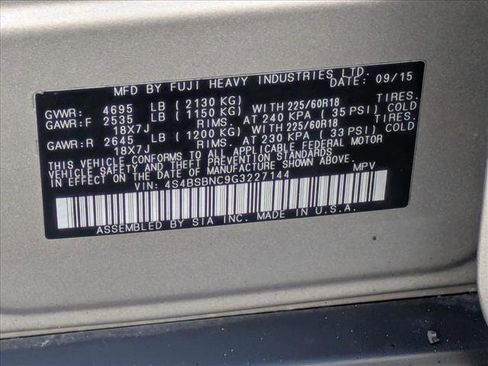 MFD BY FUJI HEAVY INDUSTRIES LTD. 09/15
GVWR: 4695 LB (2130 KG)
GAWR:F 2535 LB (1150 KG) WITH 225/60R18 TIRES.
18X7J RIMS. AT 240 KPA (35 PSI) COLD
GAWR:R 2645 LB (1200 KG) WITH 225/60R18 TIRES.
18X7J RIMS. AT 230 KPA (33 PSI) COLD
THIS VEHICLE CONFORMS TO ALL APPLICABLE FEDERAL MOTOR
VEHICLE SAFETY AND THEFT PREVENTION STANDARDS
IN EFFECT ON THE DATE OF MANUFACTURE SHOWN ABOVE.
VIN: 4S4BSBNC9G3227144 MPV
ASSEMBLED BY SIA INC. MADE IN U.S.A.